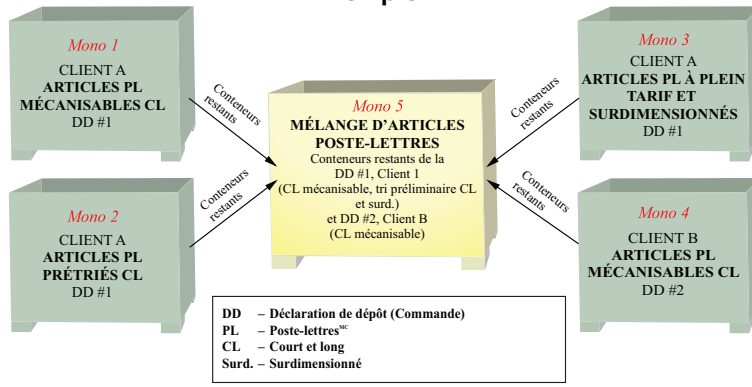 Mono 1
CLIENT A
ARTICLES PL
MÉCANISABLES CL
DD #1
Conteneurs
restants
Mono 2
CLIENT A
ARTICLES PL
PRÉTRIÉS CL
DD #1
Conteneurs
restants
Mono 5
MÉLANGE D'ARTICLES
POSTE-LETTRES
Conteneurs restants de la
DD #1, Client 1
(CL mécanisable, tri préliminaire CL
et surd.)
et DD #2, Client B
(CL mécanisable)
Mono 3
CLIENT A
ARTICLES PL À PLEIN
TARIF ET
SURDIMENSIONNÉS
DD #1
Conteneurs
restants
Mono 4
CLIENT B
ARTICLES PL
MÉCANISABLES CL
DD #2
Conteneurs
restants
DD – Déclaration de dépôt (Commande)
PL – Poste-lettres MC
CL – Court et long
Surd. – Surdimensionné